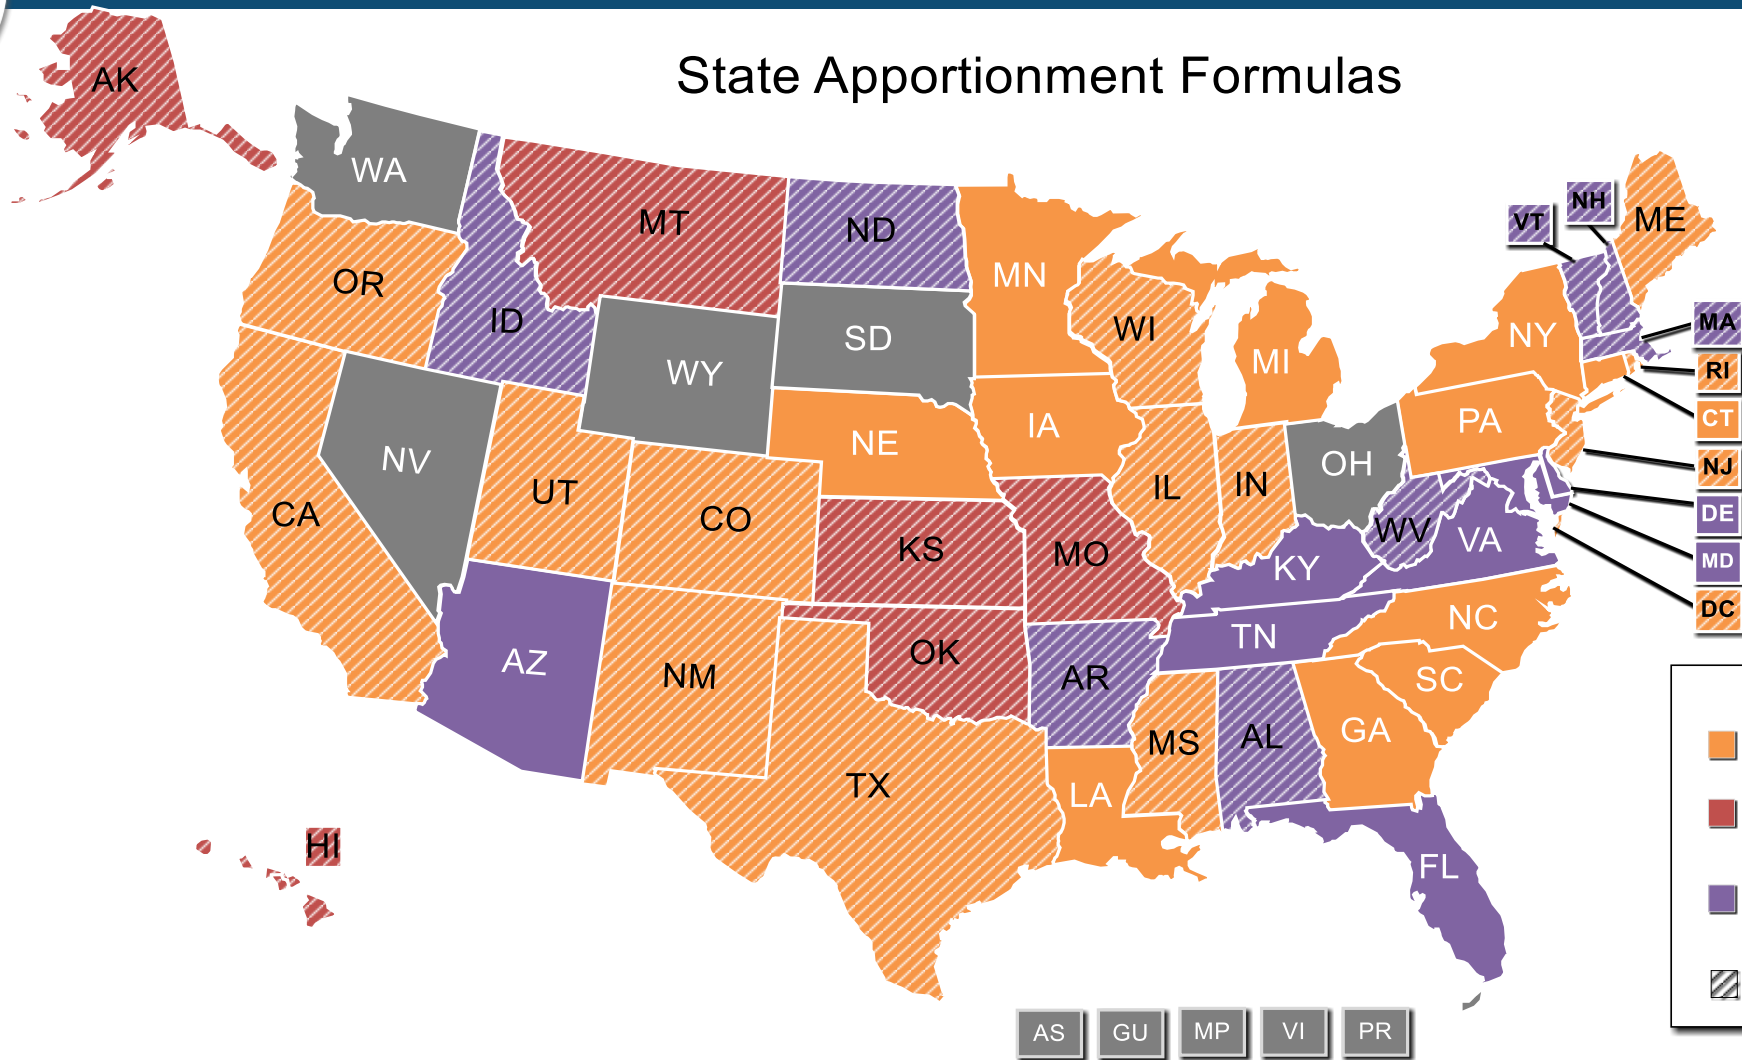 State Apportionment Formulas
AK
WA
MT
ND
MN
VT
NH
ME
OR
ID
WY
SD
WI
MI
NY
MA
RI
CT
NJ
DE
MD
DC
NV
UT
CO
NE
IA
IL
IN
OH
PA
CA
KS
MO
KY
WV
VA
AZ
NM
OK
AR
TN
NC
SC
TX
LA
MS
AL
GA
FL
HI
AS
GU
MP
VI
PR